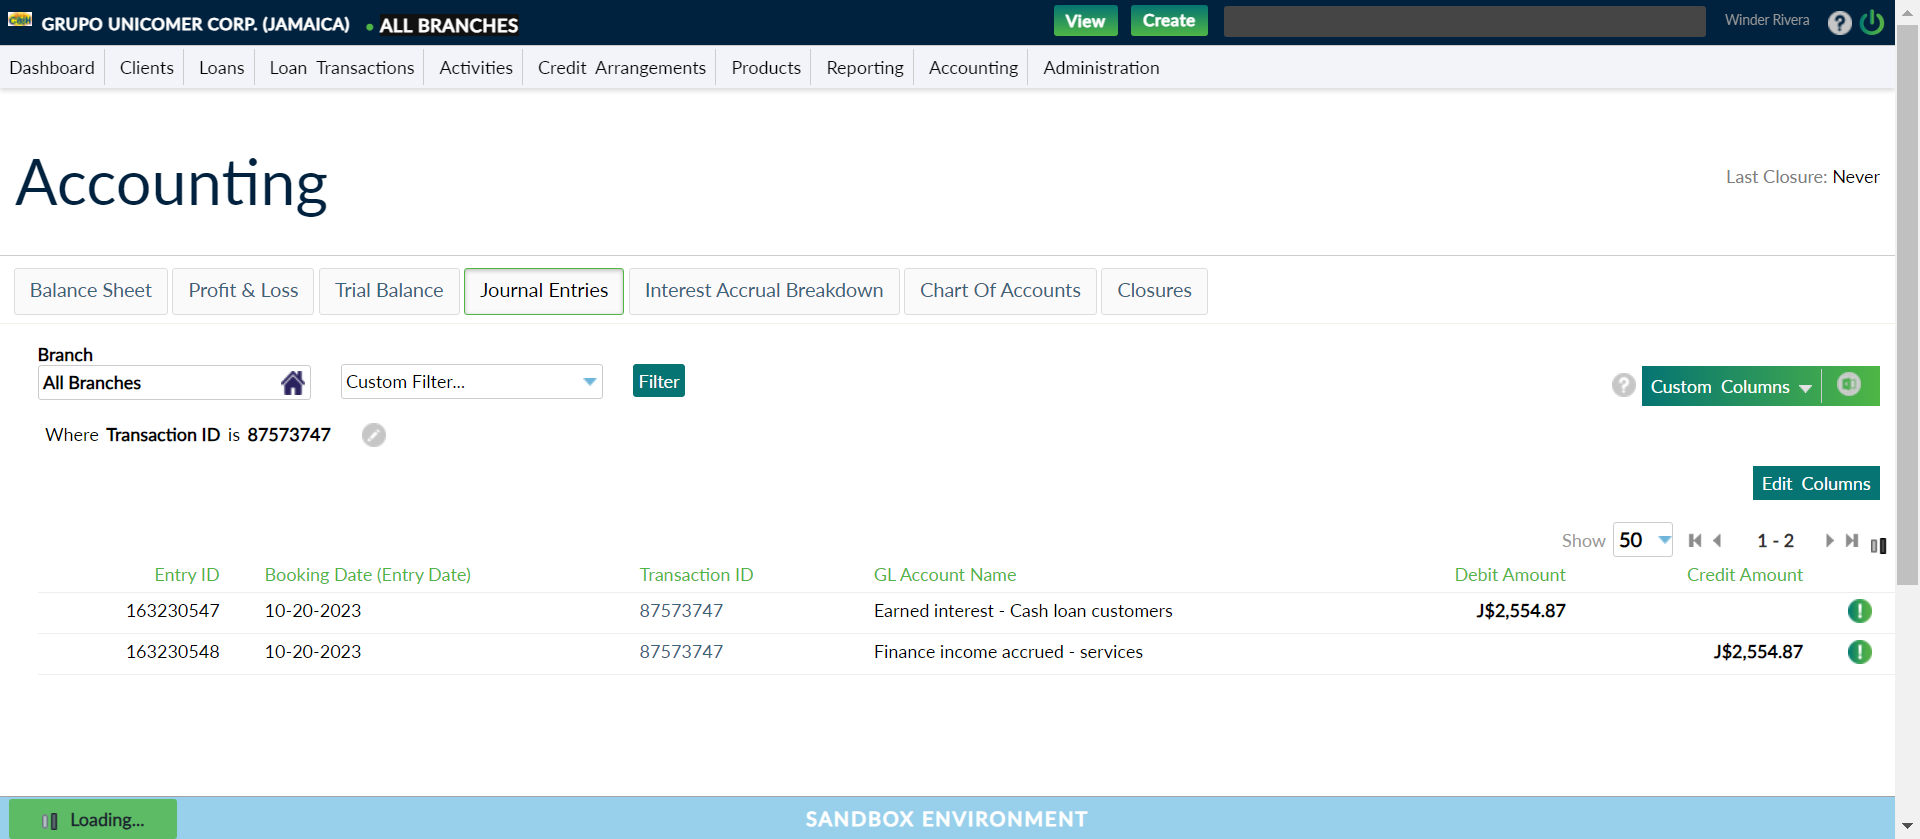 GRUPO UNICOMER CORP. (JAMAICA) • ALL BRANCHES View Create Winder Rivera ?
Dashboard Clients Loans Loan Transactions Activities Credit Arrangements Products Reporting Accounting Administration
Accounting
Last Closure: Never
Balance Sheet Profit & Loss Trial Balance Journal Entries Interest Accrual Breakdown Chart Of Accounts Closures
Branch
All Branches Custom Filter... Filter ? Custom Columns
Where Transaction ID is 87573747
Edit Columns
Show 50 1 - 2
Entry ID Booking Date (Entry Date) Transaction ID GL Account Name Debit Amount Credit Amount
163230547 10-20-2023 87573747 Earned interest - Cash loan customers J$2,554.87 !
163230548 10-20-2023 87573747 Finance income accrued - services J$2,554.87 !
Loading... SANDBOX ENVIRONMENT